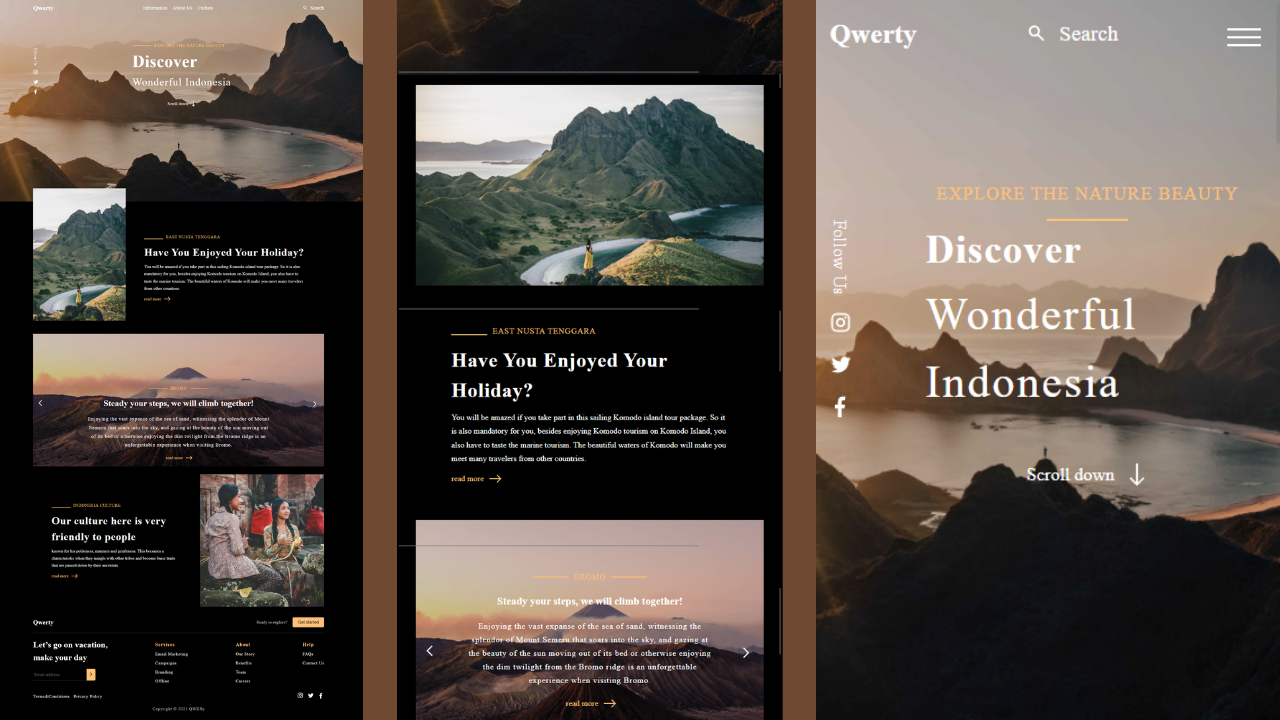 Qwerty
Information About Us Culture
Search
EXPLORE THE NATURE BEAUTY
Discover
Wonderful Indonesia
Scroll down
Follow Us
EAST NUSTA TENGGARA
Have You Enjoyed Your Holiday?
You will be amazed if you take part in this sailing Komodo island tour package. So it is also
mandatory for you, besides enjoying Komodo tourism on Komodo Island, you also have to
taste the marine tourism. The beautiful waters of Komodo will make you meet many travelers
from other countries.
read more
BROMO
Steady your steps, we will climb together!
Enjoying the vast expanse of the sea of sand, witnessing the splendor of Mount
Semeru that soars into the sky, and gazing at the beauty of the sun moving out
of its bed or otherwise enjoying the dim twilight from the Bromo ridge is an
unforgettable experience when visiting Bromo.
read more
INDONESIA CULTURE
Our culture here is very
friendly to people
known for his politeness, manners and gentleness. This becomes a
characteristic when they mingle with other tribes and become basic traits
that are passed down by their ancestors.
read more
Qwerty
Ready to explore?
Get started
Let's go on vacation,
make your day
Email address
Services
Email Marketing
Campaigns
Branding
Offline
About
Our Story
Benefits
Team
Careers
Help
FAQs
Contact Us
Terms&Conditions Privacy Policy
Copyright © 2021 QWERty
EAST NUSTA TENGGARA
Have You Enjoyed Your
Holiday?
You will be amazed if you take part in this sailing Komodo island tour package. So it
is also mandatory for you, besides enjoying Komodo tourism on Komodo Island, you
also have to taste the marine tourism. The beautiful waters of Komodo will make you
meet many travelers from other countries.
read more
BROMO
Steady your steps, we will climb together!
Enjoying the vast expanse of the sea of sand, witnessing the
splendor of Mount Semeru that soars into the sky, and gazing at
the beauty of the sun moving out of its bed or otherwise enjoying
the dim twilight from the Bromo ridge is an unforgettable
experience when visiting Bromo.
read more
Qwerty
Search
EXPLORE THE NATURE BEAUTY
Discover
Wonderful
Indonesia
Follow Us
Scroll down